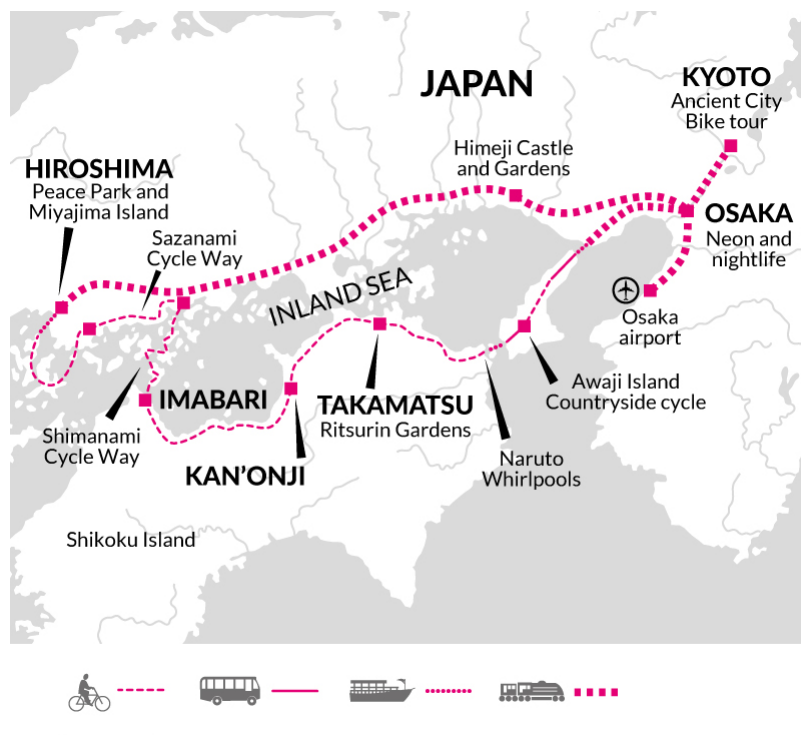 JAPAN
KYOTO
Ancient City
Bike tour
Himeji Castle
and Gardens
HIROSHIMA
Peace Park and
Miyajima Island
OSAKA
Neon and
nightlife
Sazanami
Cycle Way
INLAND SEA
Osaka
airport
IMABARI
TAKAMATSU
Ritsurin Gardens
Awaji Island
Countryside cycle
Shimanami
Cycle Way
KAN'ONJI
Naruto
Whirlpools
Shikoku Island